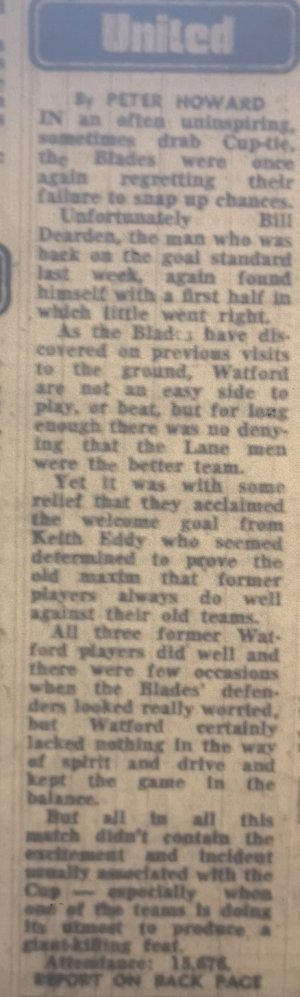 United
By PETER HOWARD
IN an often uninspiring,
sometimes drab Cup-tie,
the Blades were once
again regretting their
failure to snap up chances.
Unfortunately Bill
Dearden, the man who was
back on the goal standard
last week, again found
himself with a first half in
which little went right.
As the Blades have dis-
covered on previous visits
to the ground, Watford
are not an easy side to
play, or beat, but for long
enough there was no deny-
ing that the Lane men
were the better team.
Yet it was with some
relief that they acclaimed
the welcome goal from
Keith Eddy who seemed
determined to prove the
old maxim that former
players always do well
against their old teams.
All three former Wat-
ford players did well and
there were few occasions
when the Blades' defen-
ders looked really worried,
but Watford certainly
lacked nothing in the way
of spirit and drive and
kept the game in the
balance.
But all in all this
match didn't contain the
excitement and incident
usually associated with the
Cup — especially when
one of the teams is doing
its utmost to produce a
giant-killing feat.
Attendance: 15,676.
REPORT ON BACK PAGE